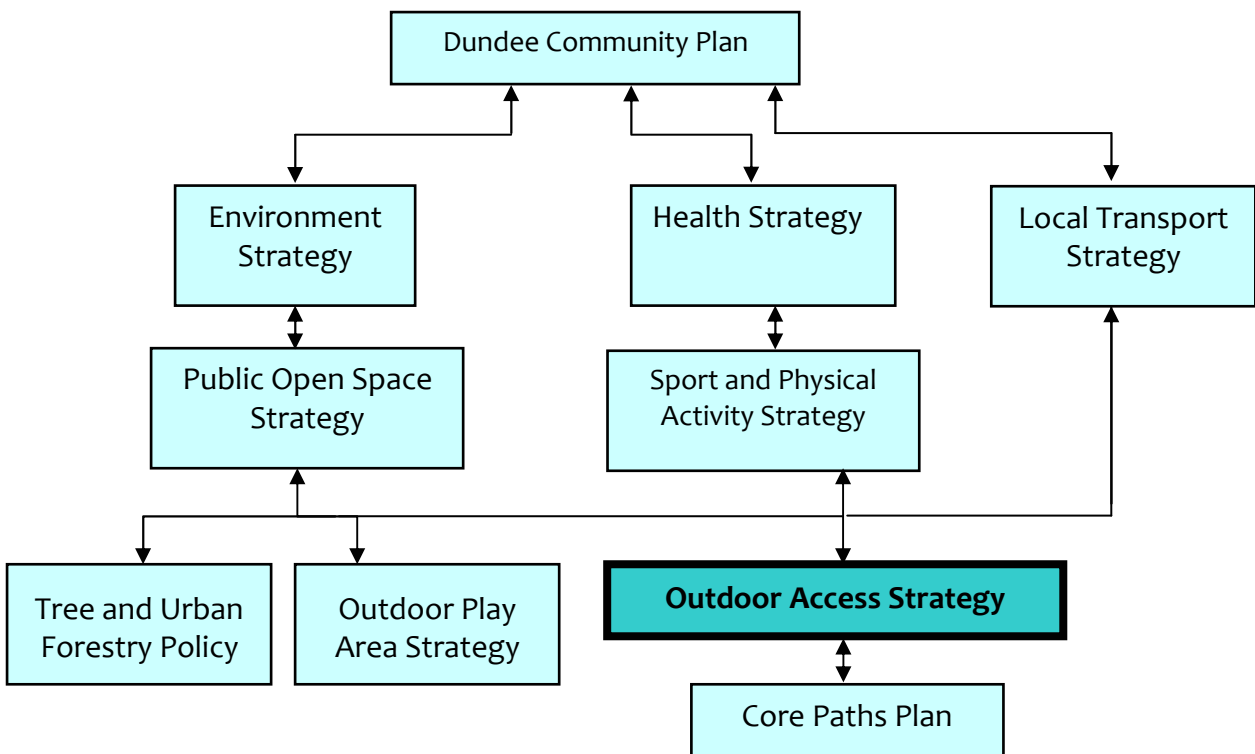 Dundee Community Plan
Environment
Strategy
Health Strategy
Local Transport
Strategy
Public Open Space
Strategy
Sport and Physical
Activity Strategy
Tree and Urban
Forestry Policy
Outdoor Play
Area Strategy
Outdoor Access Strategy
Core Paths Plan